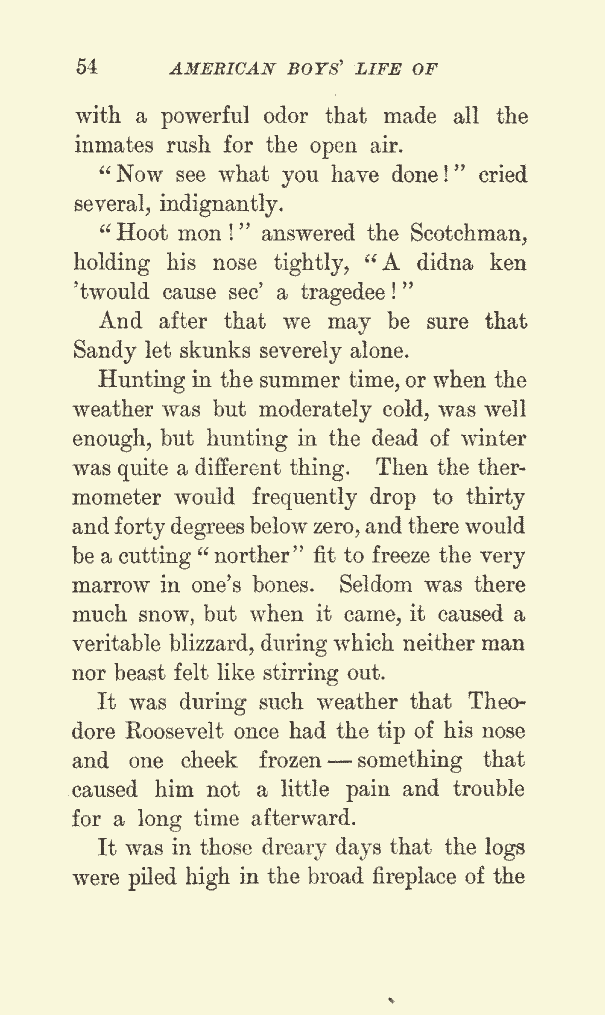 54 AMERICAN BOYS' LIFE OF
with a powerful odor that made all the
inmates rush for the open air.
"Now see what you have done!" cried
several, indignantly.
"Hoot mon!" answered the Scotchman,
holding his nose tightly, "A didna ken
'twould cause sec' a tragedee!"
And after that we may be sure that
Sandy let skunks severely alone.
Hunting in the summer time, or when the
weather was but moderately cold, was well
enough, but hunting in the dead of winter
was quite a different thing. Then the ther-
mometer would frequently drop to thirty
and forty degrees below zero, and there would
be a cutting "norther" fit to freeze the very
marrow in one's bones. Seldom was there
much snow, but when it came, it caused a
veritable blizzard, during which neither man
nor beast felt like stirring out.
It was during such weather that Theo-
dore Roosevelt once had the tip of his nose
and one cheek frozen — something that
caused him not a little pain and trouble
for a long time afterward.
It was in those dreary days that the logs
were piled high in the broad fireplace of the